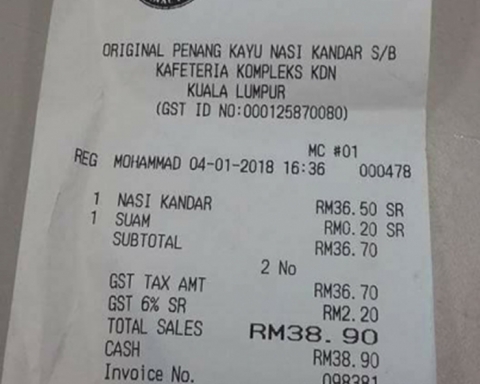 ORIGINAL PENANG KAYU NASI KANDAR S/B
KAFETERIA KOMPLEKS KDN
KUALA LUMPUR
(GST ID NO:000125870080)
MC #01
REG MOHAMMAD 04-01-2018 16:36 000478
1 NASI KANDAR RM36.50 SR
1 SUAM RM0.20 SR
SUBTOTAL RM36.70
2 No
GST TAX AMT RM36.70
GST 6% SR RM2.20
TOTAL SALES RM38.90
CASH RM38.90
Invoice No. 098381